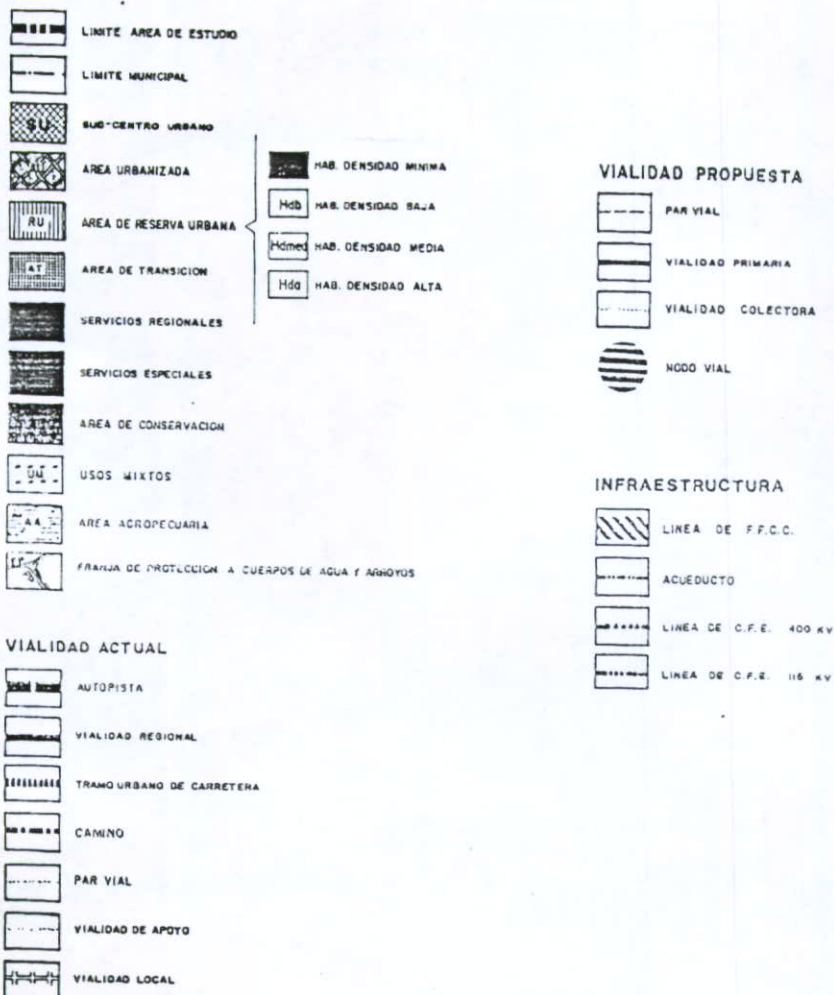 LIMITE AREA DE ESTUDIO
LIMITE MUNICIPAL
SU SUB-CENTRO URBANO
AREA URBANIZADA
RU AREA DE RESERVA URBANA
AT AREA DE TRANSICION
SERVICIOS REGIONALES
SERVICIOS ESPECIALES
AREA DE CONSERVACION
UM USOS MIXTOS
AA AREA AGROPECUARIA
FRANJA DE PROTECCION A CUERPOS DE AGUA Y ARROYOS
HAB. DENSIDAD MINIMA
Hdb HAB. DENSIDAD BAJA
Hdmed HAB. DENSIDAD MEDIA
Hda HAB. DENSIDAD ALTA
VIALIDAD ACTUAL
AUTOPISTA
VIALIDAD REGIONAL
TRAMO URBANO DE CARRETERA
CAMINO
PAR VIAL
VIALIDAD DE APOYO
VIALIDAD LOCAL
VIALIDAD PROPUESTA
PAR VIAL
VIALIDAD PRIMARIA
VIALIDAD COLECTORA
NODO VIAL
INFRAESTRUCTURA
LINEA DE F.F.C.C.
ACUEDUCTO
LINEA DE C.F.E. 400 KV
LINEA DE C.F.E. 115 KV